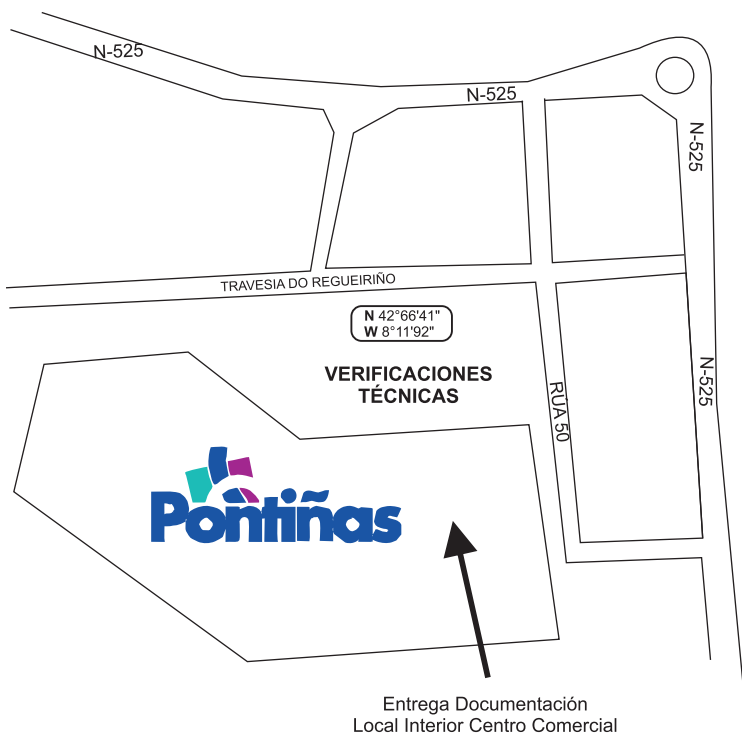 N-525
N-525
N-525
TRAVESIA DO REGUEIRIÑO
N 42°66'41"
W 8°11'92"
VERIFICACIONES
TÉCNICAS
N-525
RÚA 50
Pontiñas
Entrega Documentación
Local Interior Centro Comercial